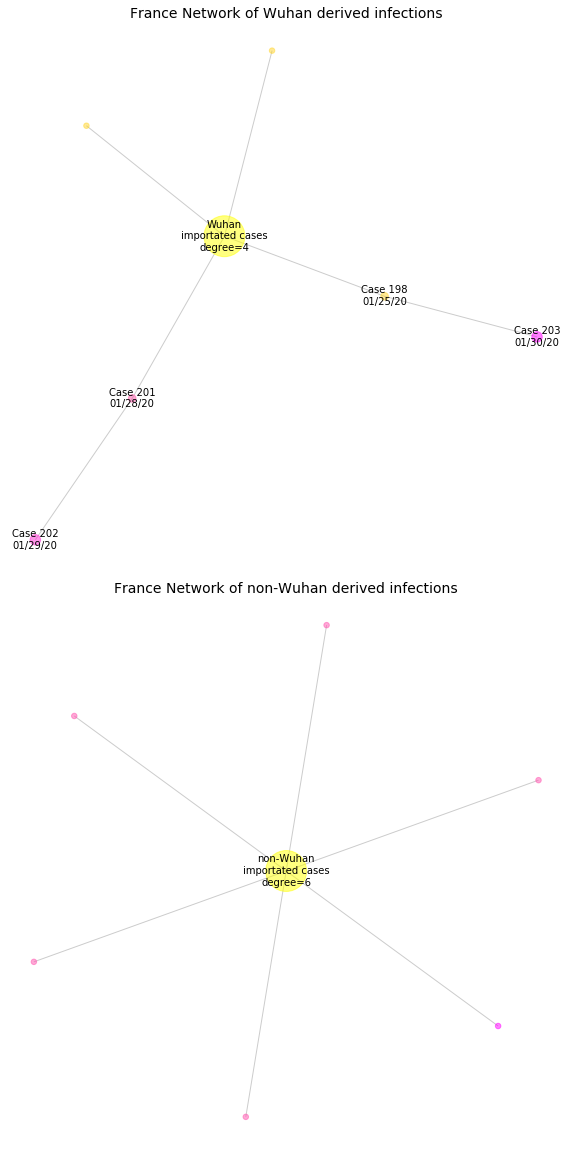 France Network of Wuhan derived infections
Wuhan
importated cases
degree=4
Case 198
01/25/20
Case 203
01/30/20
Case 201
01/28/20
Case 202
01/29/20
France Network of non-Wuhan derived infections
non-Wuhan
importated cases
degree=6